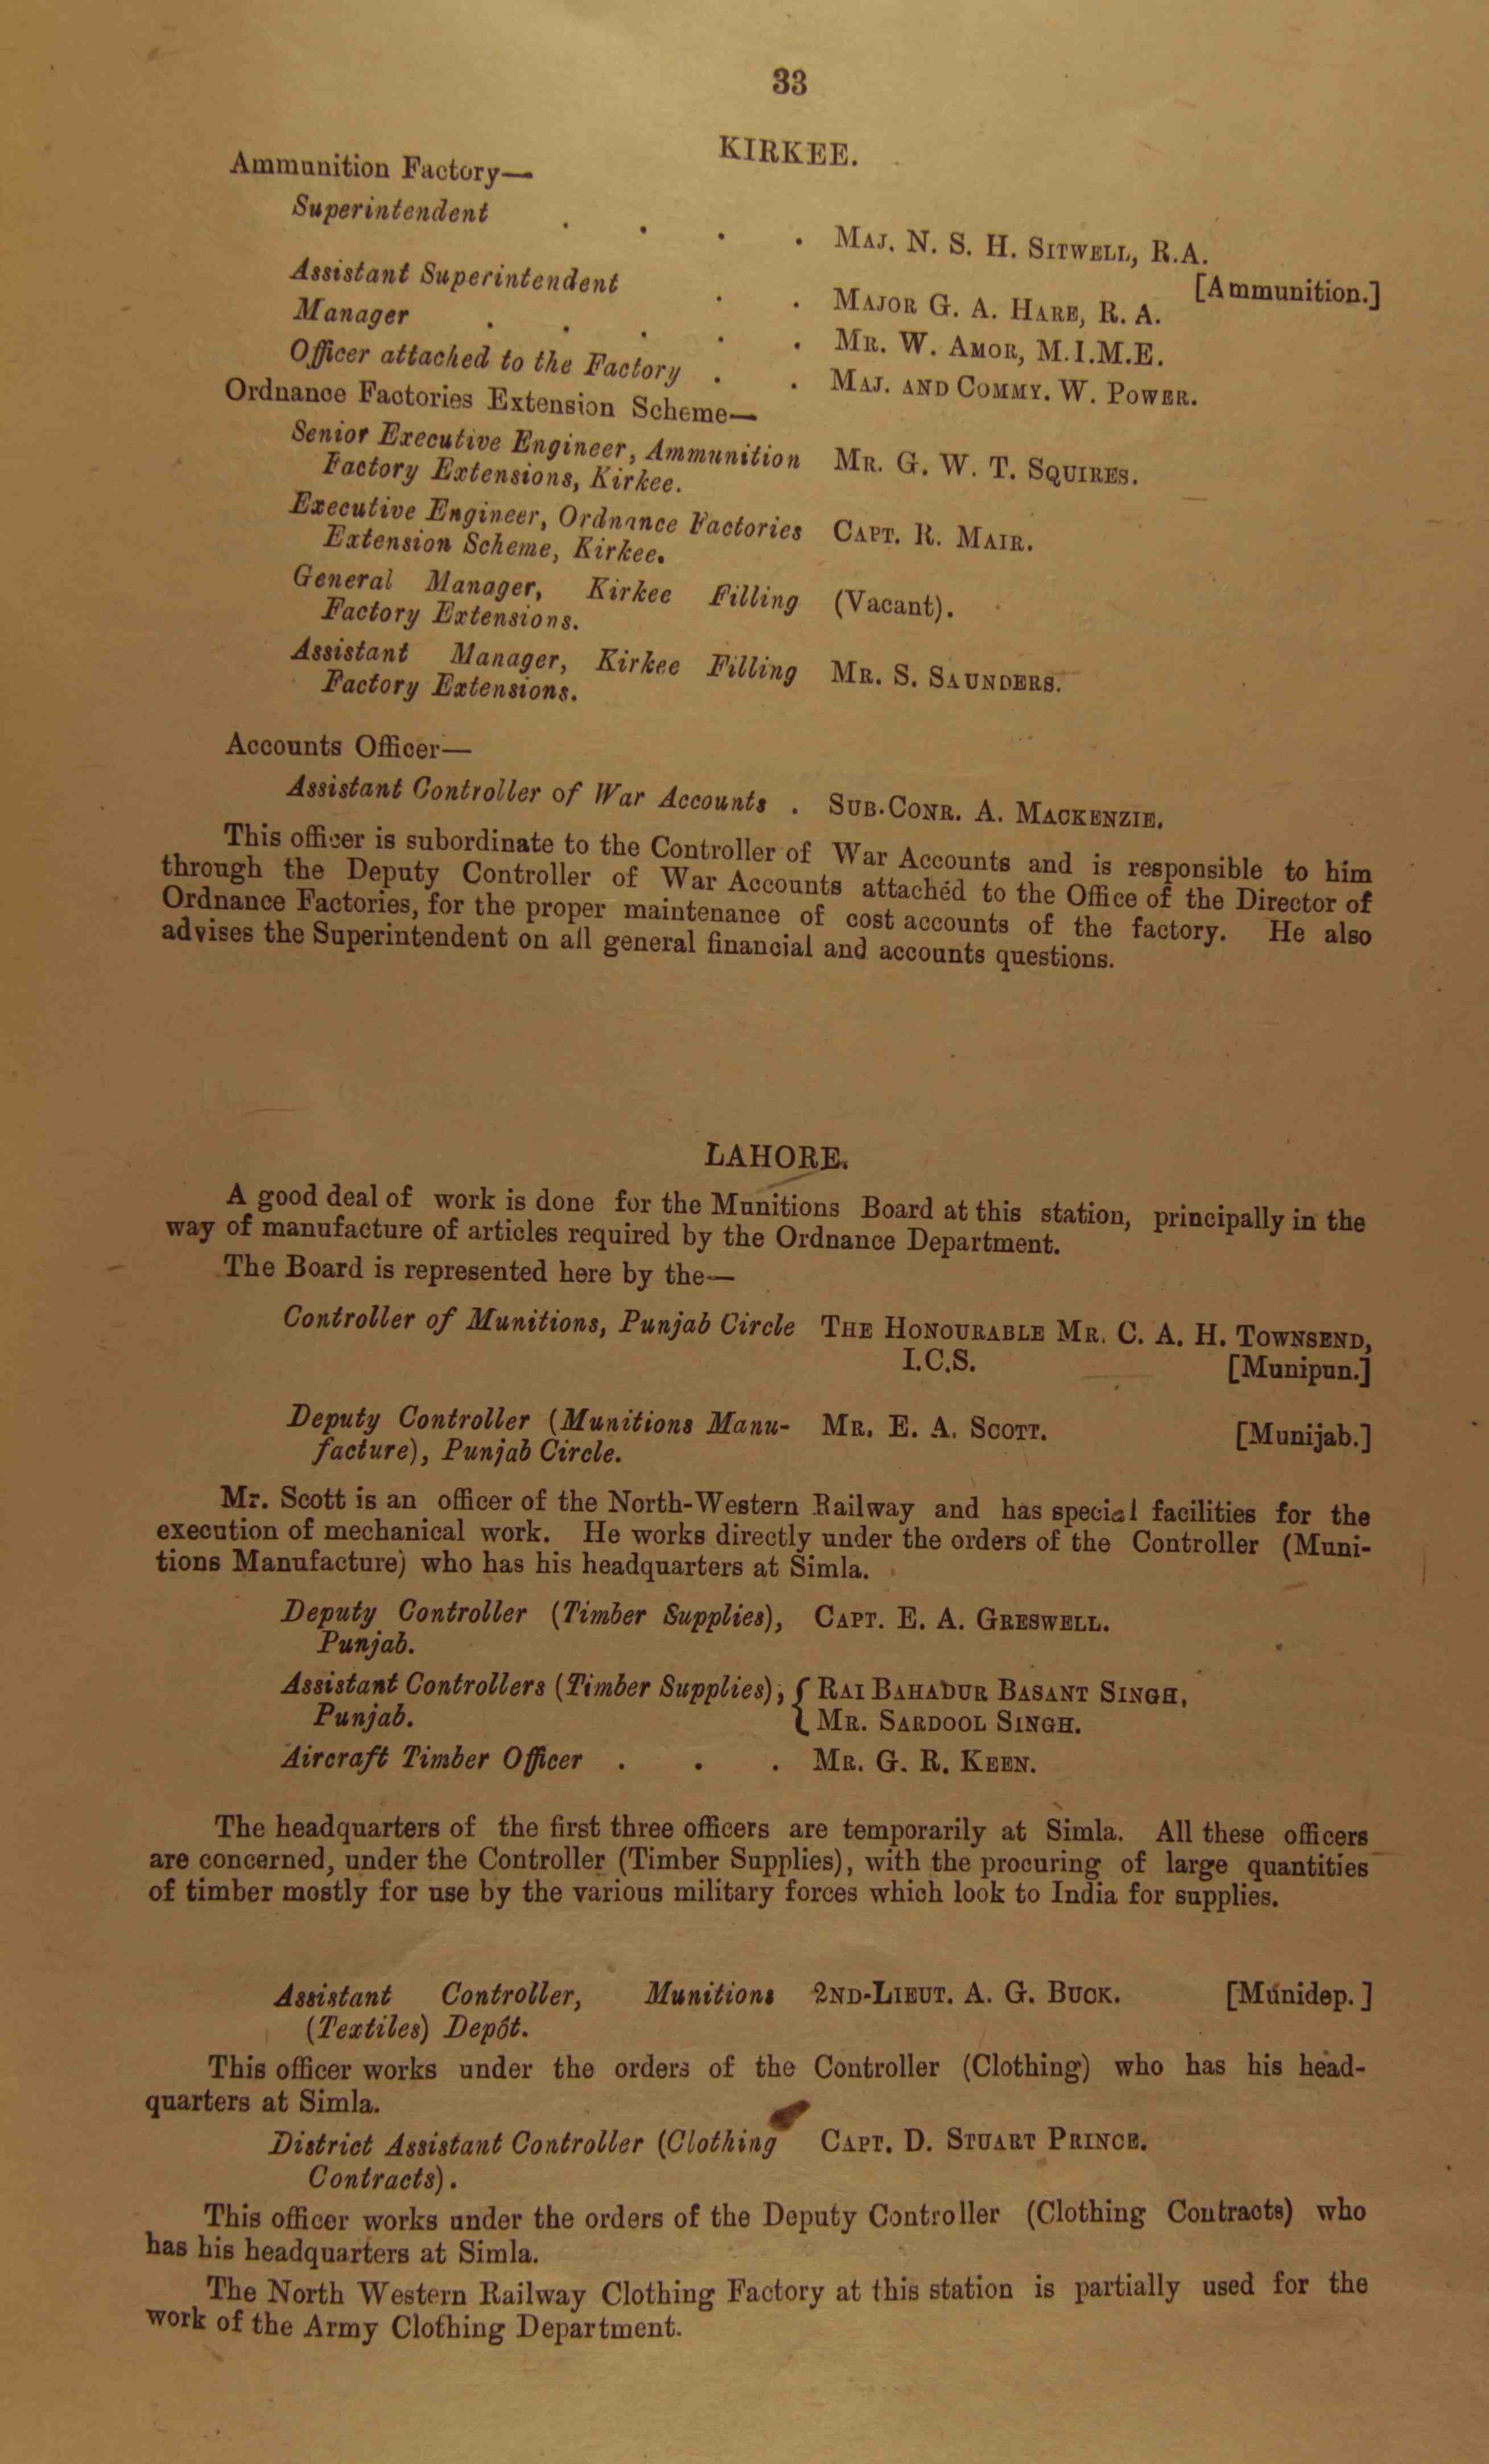 33
KIRKEE.
Ammunition Factory—
Superintendent . . . . MAJ. N. S. H. SITWELL, R.A.
[Ammunition.]
Assistant Superintendent . . MAJOR G. A. HARE, R. A.
Manager . . . . . MR. W. AMOR, M.I.M.E.
Officer attached to the Factory . . MAJ. AND COMMY. W. POWER.
Ordnance Factories Extension Scheme—
Senior Executive Engineer, Ammunition MR. G. W. T. SQUIRES.
Factory Extensions, Kirkee.
Executive Engineer, Ordnance Factories CAPT. R. MAIR.
Extension Scheme, Kirkee.
General Manager, Kirkee Filling (Vacant).
Factory Extensions.
Assistant Manager, Kirkee Filling MR. S. SAUNDERS.
Factory Extensions.
Accounts Officer—
Assistant Controller of War Accounts . SUB-CONR. A. MACKENZIE.
This officer is subordinate to the Controller of War Accounts and is responsible to him
through the Deputy Controller of War Accounts attached to the Office of the Director of
Ordnance Factories, for the proper maintenance of cost accounts of the factory. He also
advises the Superintendent on all general financial and accounts questions.
LAHORE.
A good deal of work is done for the Munitions Board at this station, principally in the
way of manufacture of articles required by the Ordnance Department.
The Board is represented here by the—
Controller of Munitions, Punjab Circle THE HONOURABLE MR. C. A. H. TOWNSEND,
I.C.S. [Munipun.]
Deputy Controller (Munitions Manu- MR. E. A. SCOTT. [Munijab.]
facture), Punjab Circle.
Mr. Scott is an officer of the North-Western Railway and has special facilities for the
execution of mechanical work. He works directly under the orders of the Controller (Muni-
tions Manufacture) who has his headquarters at Simla.
Deputy Controller (Timber Supplies), CAPT. E. A. GRESWELL.
Punjab.
Assistant Controllers (Timber Supplies), { RAI BAHADUR BASANT SINGH,
Punjab. MR. SARDOOL SINGH.
Aircraft Timber Officer . . . MR. G. R. KEEN.
The headquarters of the first three officers are temporarily at Simla. All these officers
are concerned, under the Controller (Timber Supplies), with the procuring of large quantities
of timber mostly for use by the various military forces which look to India for supplies.
Assistant Controller, Munitions 2ND-LIEUT. A. G. BUCK. [Munidep.]
(Textiles) Depôt.
This officer works under the orders of the Controller (Clothing) who has his head-
quarters at Simla.
District Assistant Controller (Clothing CAPT. D. STUART PRINCE.
Contracts).
This officer works under the orders of the Deputy Controller (Clothing Contracts) who
has his headquarters at Simla.
The North Western Railway Clothing Factory at this station is partially used for the
work of the Army Clothing Department.